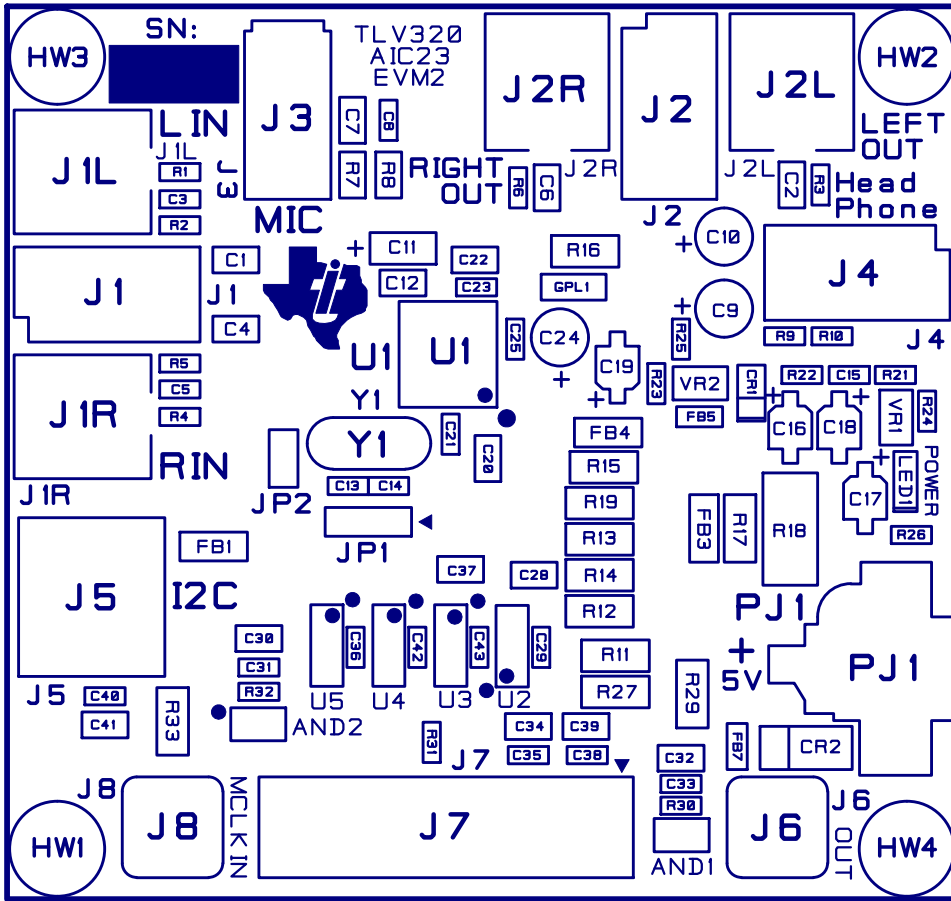 SN:
TLV320
AIC23
EVM2
HW3
J3
J2R
J2
J2L
HW2
L IN
J1L
J1L
R1
C3
R2
J3
C7
C8
R7
R8
MIC
RIGHT
OUT
R6
C6
J2R
J2
J2L
C2
R3
LEFT
OUT
Head
Phone
J1
C1
J1
C4
+
C11
C12
C22
C23
R16
GPL1
+
C10
+
C9
J4
J4
U1
U1
C25
C24
+
C19
+
R25
R9
R10
R5
C5
R4
J1R
RIN
J1R
Y1
Y1
JP2
C13
C14
JP1
C21
C20
R23
VR2
FB5
CR1
R22
C15
R21
+
C16
+
C18
VR1
R24
FB4
R15
R19
R13
R14
R12
FB3
R17
R18
+
C17
LED1
POWER
R26
J5
FB1
I2C
J5
C37
C28
C30
C31
R32
C36
C42
C43
C29
U5
U4
U3
U2
R11
R27
R29
PJ1
+
5V
PJ1
C40
C41
R33
AND2
R31
C34
C39
C35
C38
J7
C32
C33
R30
AND1
FB7
CR2
J8
J8
MCLK IN
J7
J6
J6
OUT
HW1
HW4